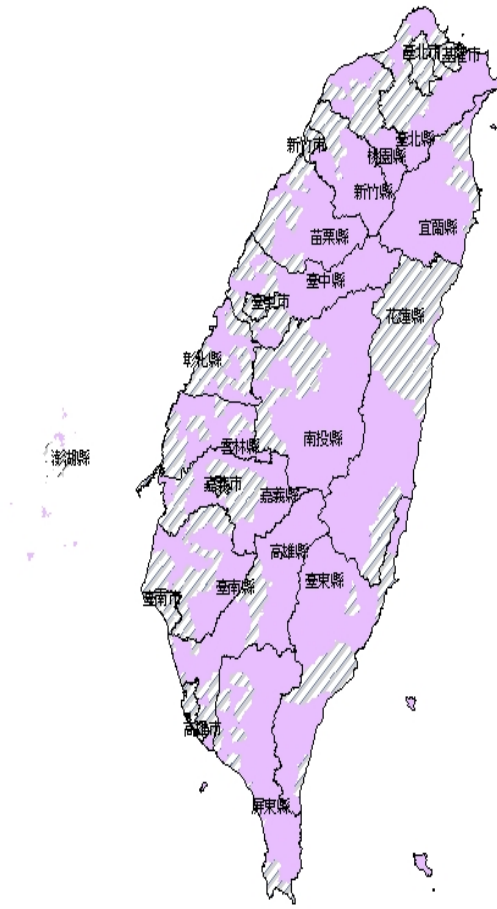 臺北市
基隆市
新竹市
臺北縣
桃園縣
新竹縣
宜蘭縣
苗栗縣
臺中縣
臺中市
花蓮縣
彰化縣
南投縣
雲林縣
澎湖縣
嘉義市
嘉義縣
高雄縣
臺東縣
臺南縣
臺南市
高雄市
屏東縣